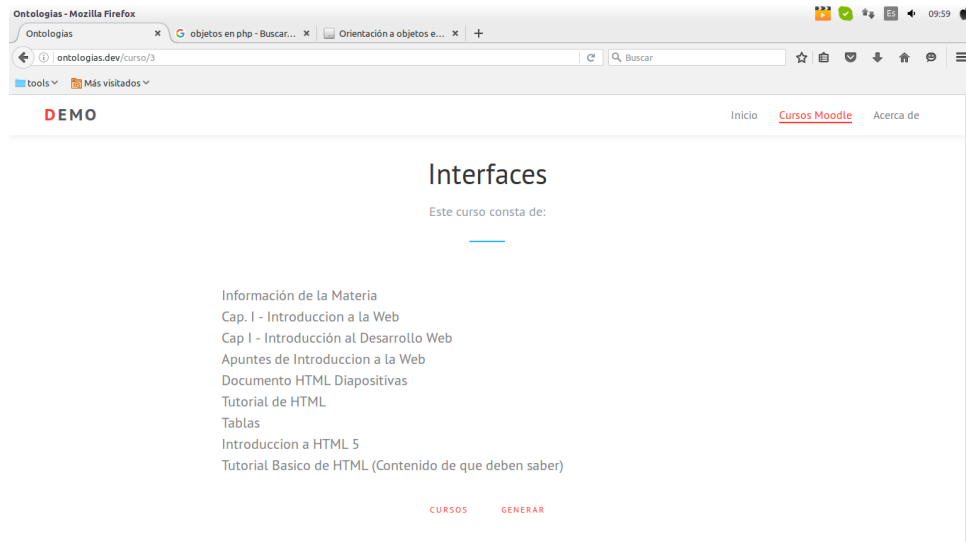 Ontologias - Mozilla Firefox
Es
09:59
Ontologias
objetos en php - Buscar...
Orientación a objetos e...
ontologias.dev/curso/3
Buscar
tools
Más visitados
DEMO
Inicio
Cursos Moodle
Acerca de
Interfaces
Este curso consta de:
Información de la Materia
Cap. I - Introduccion a la Web
Cap I - Introducción al Desarrollo Web
Apuntes de Introduccion a la Web
Documento HTML Diapositivas
Tutorial de HTML
Tablas
Introduccion a HTML 5
Tutorial Basico de HTML (Contenido de que deben saber)
CURSOS
GENERAR